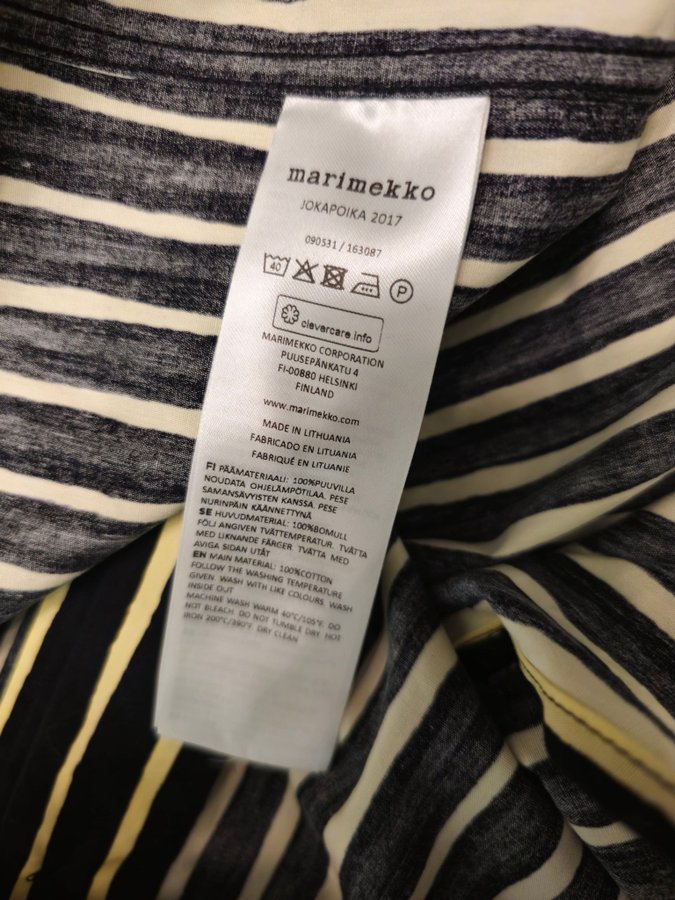 marimekko
JOKAPOIKA 2017
090531 / 163087
40 P
clevercare.info
MARIMEKKO CORPORATION
PUUSEPÄNKATU 4
FI-00880 HELSINKI
FINLAND
www.marimekko.com
MADE IN LITHUANIA
FABRICADO EN LITUANIA
FABRIQUÉ EN LITUANIE
FI PÄÄMATERIAALI: 100%PUUVILLA
NOUDATA OHJELÄMPÖTILAA. PESE
SAMANSÄVYISTEN KANSSA. PESE
NURINPÄIN KÄÄNNETTYNÄ
SE HUVUDMATERIAL: 100%BOMULL
FÖLJ ANGIVEN TVÄTTEMPERATUR. TVÄTTA
MED LIKNANDE FÄRGER. TVÄTTA MED
AVIGA SIDAN UTÅT
EN MAIN MATERIAL: 100%COTTON
FOLLOW THE WASHING TEMPERATURE
GIVEN. WASH WITH LIKE COLOURS. WASH
INSIDE OUT
MACHINE WASH WARM 40°C/105°F. DO
NOT BLEACH. DO NOT TUMBLE DRY. HOT
IRON 200°C/390°F. DRY CLEAN